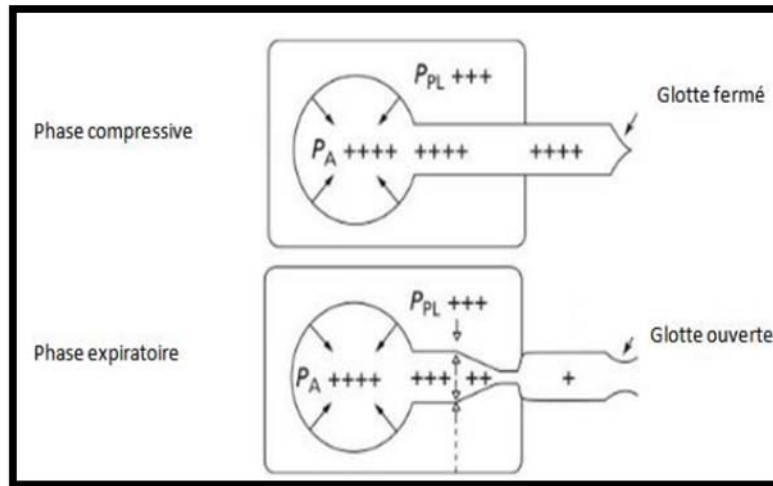 P_PL +++
Glotte fermé
Phase compressive
P_A ++++ ++++ ++++
P_PL +++
Glotte ouverte
Phase expiratoire
P_A ++++ +++ ++ +